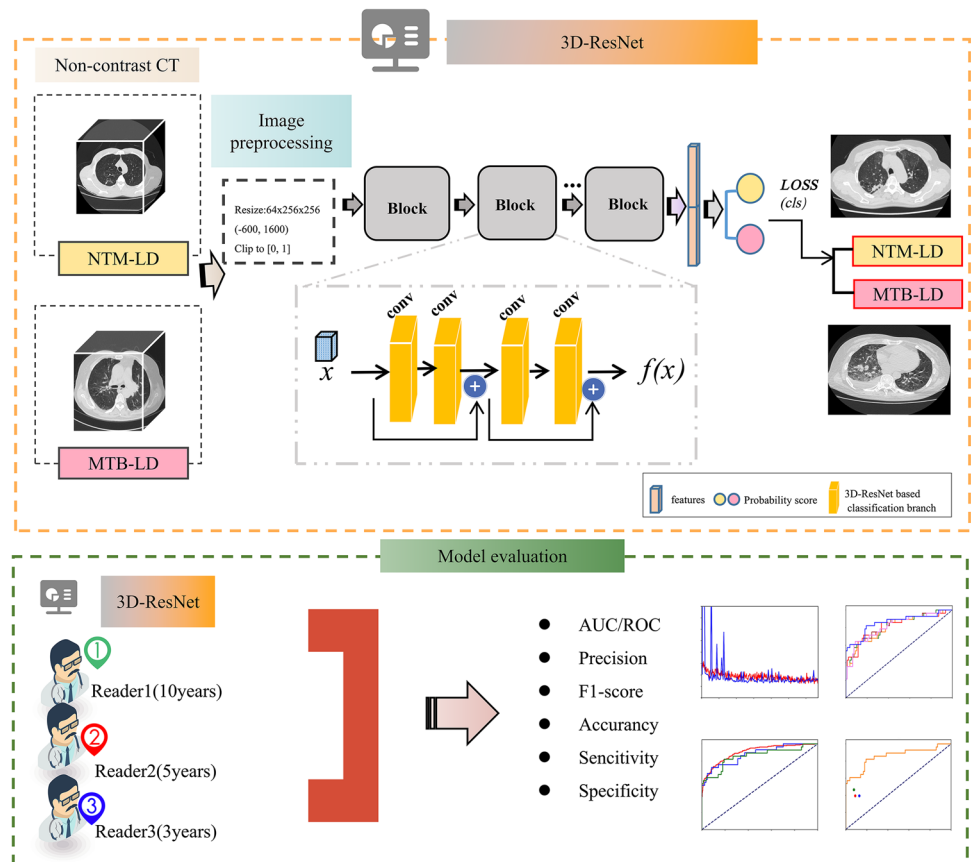 3D-ResNet
Non-contrast CT
Image
preprocessing
Resize:64x256x256
(-600, 1600)
Clip to [0, 1]
NTM-LD
MTB-LD
Block
Block
...
Block
LOSS
(cls)
NTM-LD
MTB-LD
conv
conv
conv
conv
x
+
+
f(x)
features
Probability score
3D-ResNet based
classification branch
Model evaluation
3D-ResNet
1
Reader1(10years)
2
Reader2(5years)
3
Reader3(3years)
AUC/ROC
Precision
F1-score
Accurancy
Sencitivity
Specificity